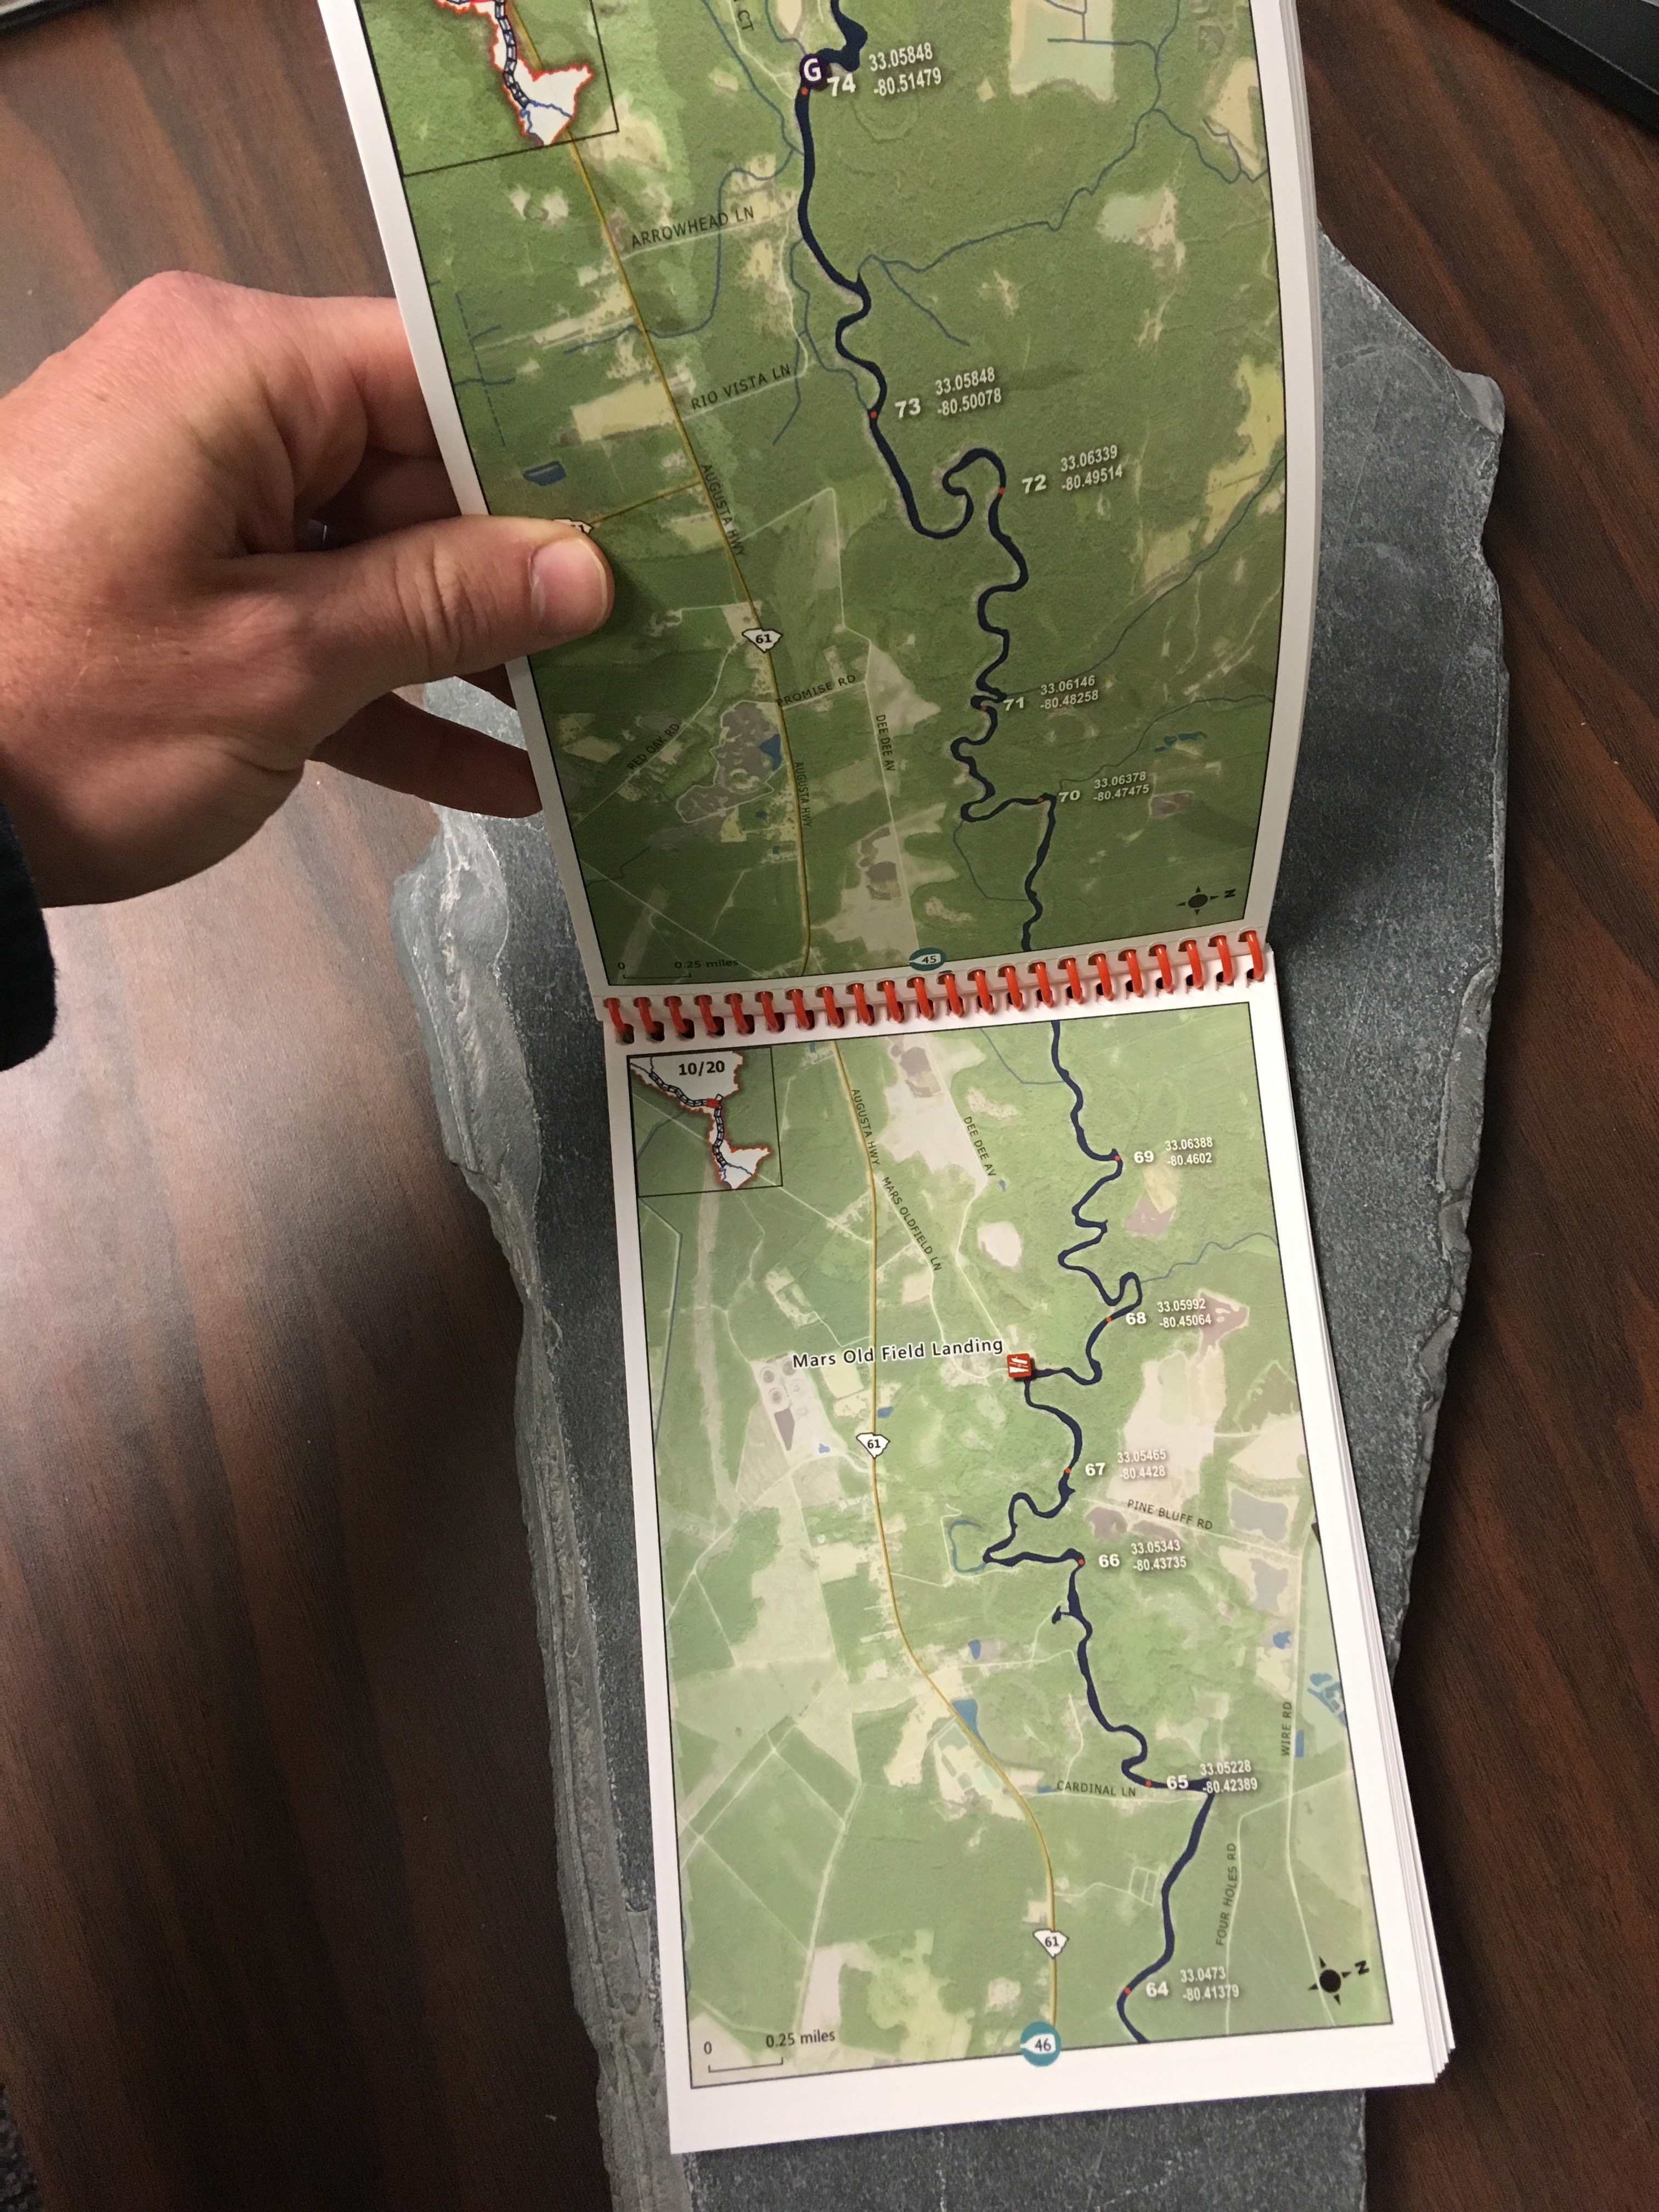 CT
G
74
33.05848
-80.51479
ARROWHEAD LN
RIO VISTA LN
73
33.05848
-80.50078
72
33.06339
-80.49514
AUGUSTA HWY
61
PROMISE RD
71
33.06146
-80.48258
RED OAK RD
DEE DEE AV
AUGUSTA HWY
70
33.06378
-80.47475
N
0
0.25 miles
45
10/20
AUGUSTA HWY
DEE DEE AV
MARS OLDFIELD LN
69
33.06388
-80.4602
68
33.05992
-80.45064
Mars Old Field Landing
61
67
33.05465
-80.4428
PINE BLUFF RD
66
33.05343
-80.43735
WIRE RD
65
33.05228
-80.42389
CARDINAL LN
FOUR HOLES RD
61
64
33.0473
-80.41379
N
0
0.25 miles
46